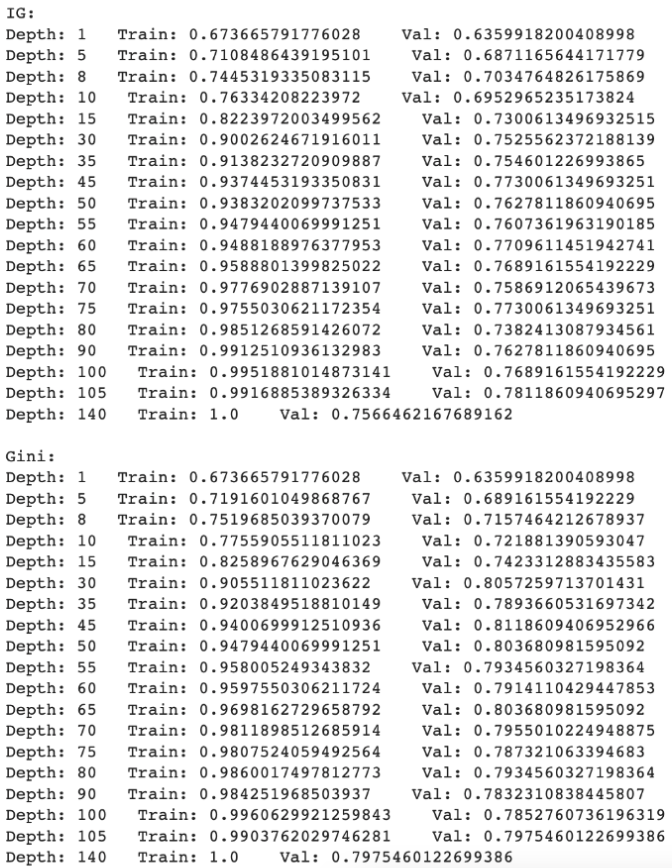 IG:
Depth: 1 Train: 0.673665791776028 Val: 0.6359918200408998
Depth: 5 Train: 0.7108486439195101 Val: 0.6871165644171779
Depth: 8 Train: 0.7445319335083115 Val: 0.7034764826175869
Depth: 10 Train: 0.76334208223972 Val: 0.6952965235173824
Depth: 15 Train: 0.8223972003499562 Val: 0.7300613496932515
Depth: 30 Train: 0.9002624671916011 Val: 0.7525562372188139
Depth: 35 Train: 0.9138232720909887 Val: 0.754601226993865
Depth: 45 Train: 0.9374453193350831 Val: 0.7730061349693251
Depth: 50 Train: 0.9383202099737533 Val: 0.7627811860940695
Depth: 55 Train: 0.9479440069991251 Val: 0.7607361963190185
Depth: 60 Train: 0.9488188976377953 Val: 0.7709611451942741
Depth: 65 Train: 0.9588801399825022 Val: 0.7689161554192229
Depth: 70 Train: 0.9776902887139107 Val: 0.7586912065439673
Depth: 75 Train: 0.9755030621172354 Val: 0.7730061349693251
Depth: 80 Train: 0.9851268591426072 Val: 0.7382413087934561
Depth: 90 Train: 0.9912510936132983 Val: 0.7627811860940695
Depth: 100 Train: 0.9951881014873141 Val: 0.7689161554192229
Depth: 105 Train: 0.9916885389326334 Val: 0.7811860940695297
Depth: 140 Train: 1.0 Val: 0.7566462167689162
Gini:
Depth: 1 Train: 0.673665791776028 Val: 0.6359918200408998
Depth: 5 Train: 0.7191601049868767 Val: 0.689161554192229
Depth: 8 Train: 0.7519685039370079 Val: 0.7157464212678937
Depth: 10 Train: 0.7755905511811023 Val: 0.721881390593047
Depth: 15 Train: 0.8258967629046369 Val: 0.7423312883435583
Depth: 30 Train: 0.905511811023622 Val: 0.8057259713701431
Depth: 35 Train: 0.9203849518810149 Val: 0.7893660531697342
Depth: 45 Train: 0.9400699912510936 Val: 0.8118609406952966
Depth: 50 Train: 0.9479440069991251 Val: 0.803680981595092
Depth: 55 Train: 0.958005249343832 Val: 0.7934560327198364
Depth: 60 Train: 0.9597550306211724 Val: 0.7914110429447853
Depth: 65 Train: 0.9698162729658792 Val: 0.803680981595092
Depth: 70 Train: 0.9811898512685914 Val: 0.7955010224948875
Depth: 75 Train: 0.9807524059492564 Val: 0.787321063394683
Depth: 80 Train: 0.9860017497812773 Val: 0.7934560327198364
Depth: 90 Train: 0.984251968503937 Val: 0.7832310838445807
Depth: 100 Train: 0.9960629921259843 Val: 0.7852760736196319
Depth: 105 Train: 0.9903762029746281 Val: 0.7975460122699386
Depth: 140 Train: 1.0 Val: 0.7975460122699386